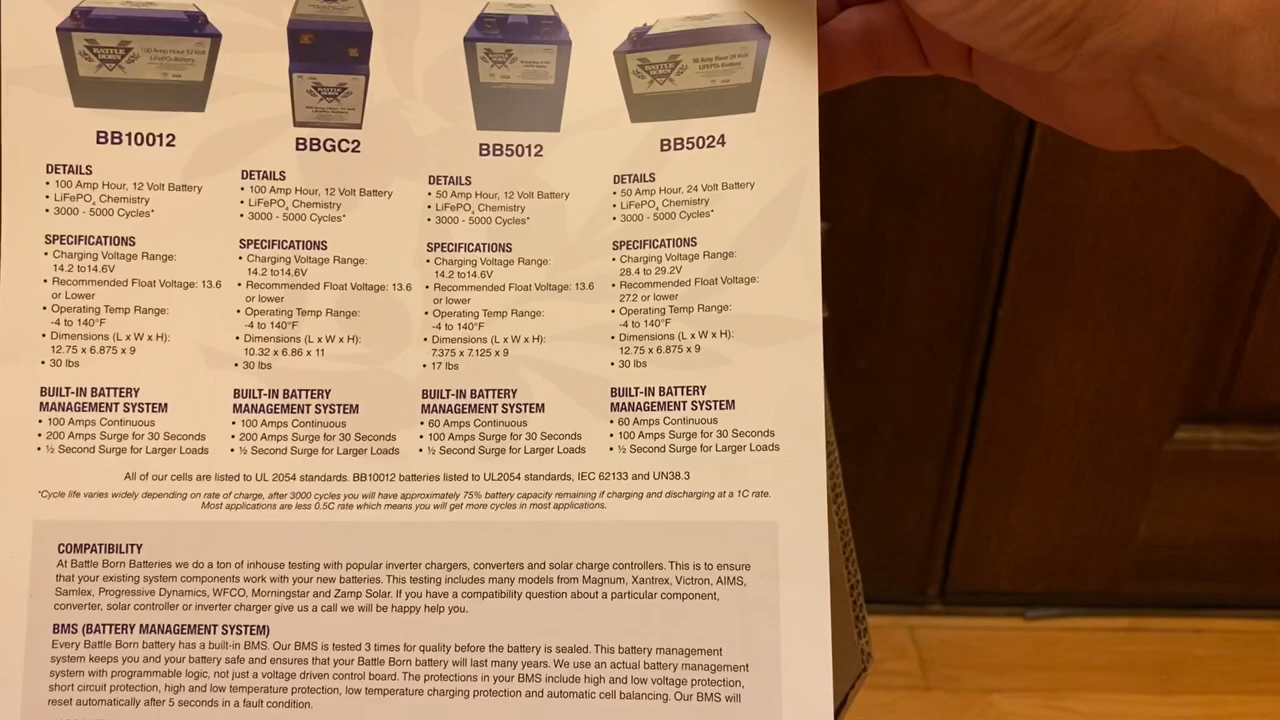 BATTLE BORN
100 Amp Hour 12 Volt
LiFePO₄ Battery
BATTLE BORN
BATTLE BORN
BATTLE BORN
50 Amp Hour 24 Volt
LiFePO₄ Battery
BB10012
DETAILS
• 100 Amp Hour, 12 Volt Battery
• LiFePO₄ Chemistry
• 3000 - 5000 Cycles*
SPECIFICATIONS
• Charging Voltage Range:
14.2 to14.6V
• Recommended Float Voltage: 13.6
or Lower
• Operating Temp Range:
-4 to 140°F
• Dimensions (L x W x H):
12.75 x 6.875 x 9
• 30 lbs
BUILT-IN BATTERY
MANAGEMENT SYSTEM
• 100 Amps Continuous
• 200 Amps Surge for 30 Seconds
• ½ Second Surge for Larger Loads
BBGC2
DETAILS
• 100 Amp Hour, 12 Volt Battery
• LiFePO₄ Chemistry
• 3000 - 5000 Cycles*
SPECIFICATIONS
• Charging Voltage Range:
14.2 to14.6V
• Recommended Float Voltage: 13.6
or lower
• Operating Temp Range:
-4 to 140°F
• Dimensions (L x W x H):
10.32 x 6.86 x 11
• 30 lbs
BUILT-IN BATTERY
MANAGEMENT SYSTEM
• 100 Amps Continuous
• 200 Amps Surge for 30 Seconds
• ½ Second Surge for Larger Loads
BB5012
DETAILS
• 50 Amp Hour, 12 Volt Battery
• LiFePO₄ Chemistry
• 3000 - 5000 Cycles*
SPECIFICATIONS
• Charging Voltage Range:
14.2 to14.6V
• Recommended Float Voltage: 13.6
or lower
• Operating Temp Range:
-4 to 140°F
• Dimensions (L x W x H):
7.375 x 7.125 x 9
• 17 lbs
BUILT-IN BATTERY
MANAGEMENT SYSTEM
• 60 Amps Continuous
• 100 Amps Surge for 30 Seconds
• ½ Second Surge for Larger Loads
BB5024
DETAILS
• 50 Amp Hour, 24 Volt Battery
• LiFePO₄ Chemistry
• 3000 - 5000 Cycles*
SPECIFICATIONS
• Charging Voltage Range:
28.4 to 29.2V
• Recommended Float Voltage:
27.2 or lower
• Operating Temp Range:
-4 to 140°F
• Dimensions (L x W x H):
12.75 x 6.875 x 9
• 30 lbs
BUILT-IN BATTERY
MANAGEMENT SYSTEM
• 60 Amps Continuous
• 100 Amps Surge for 30 Seconds
• ½ Second Surge for Larger Loads
All of our cells are listed to UL 2054 standards. BB10012 batteries listed to UL2054 standards, IEC 62133 and UN38.3
*Cycle life varies widely depending on rate of charge, after 3000 cycles you will have approximately 75% battery capacity remaining if charging and discharging at a 1C rate.
Most applications are less 0.5C rate which means you will get more cycles in most applications.
COMPATIBILITY
At Battle Born Batteries we do a ton of inhouse testing with popular inverter chargers, converters and solar charge controllers. This is to ensure
that your existing system components work with your new batteries. This testing includes many models from Magnum, Xantrex, Victron, AIMS,
Samlex, Progressive Dynamics, WFCO, Morningstar and Zamp Solar. If you have a compatibility question about a particular component,
converter, solar controller or inverter charger give us a call we will be happy help you.
BMS (BATTERY MANAGEMENT SYSTEM)
Every Battle Born battery has a built-in BMS. Our BMS is tested 3 times for quality before the battery is sealed. This battery management
system keeps you and your battery safe and ensures that your Battle Born battery will last many years. We use an actual battery management
system with programmable logic, not just a voltage driven control board. The protections in your BMS include high and low voltage protection,
short circuit protection, high and low temperature protection, low temperature charging protection and automatic cell balancing. Our BMS will
reset automatically after 5 seconds in a fault condition.